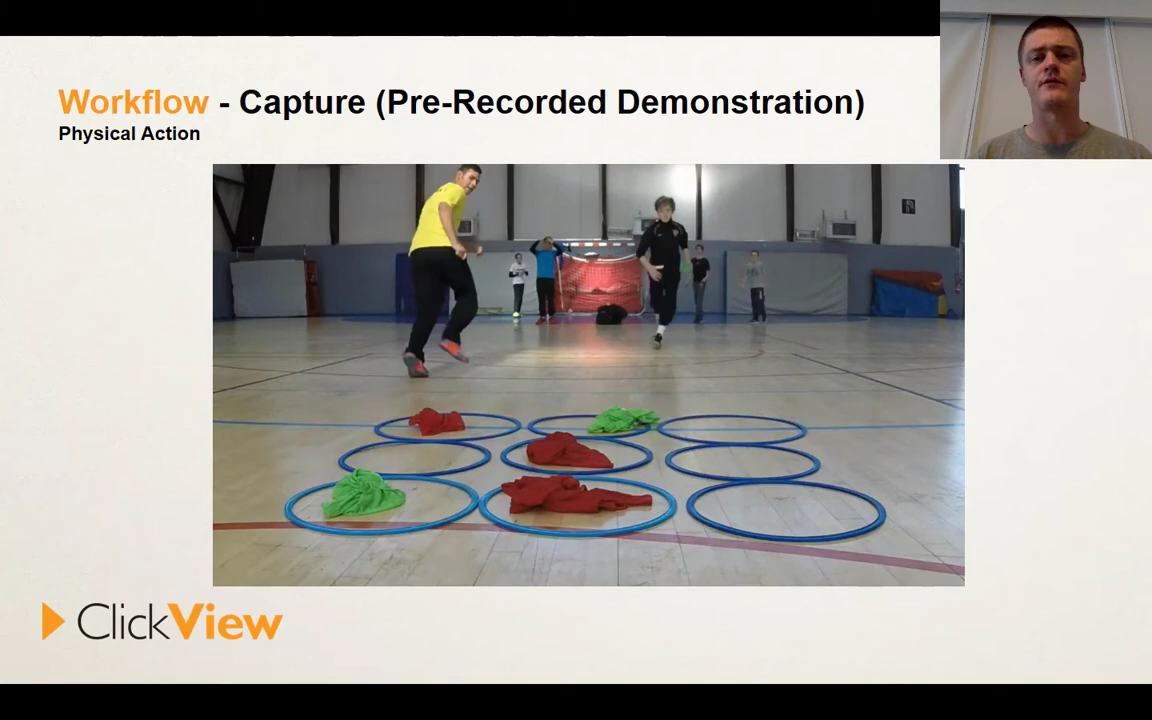 Workflow - Capture (Pre-Recorded Demonstration)
Physical Action
ClickView